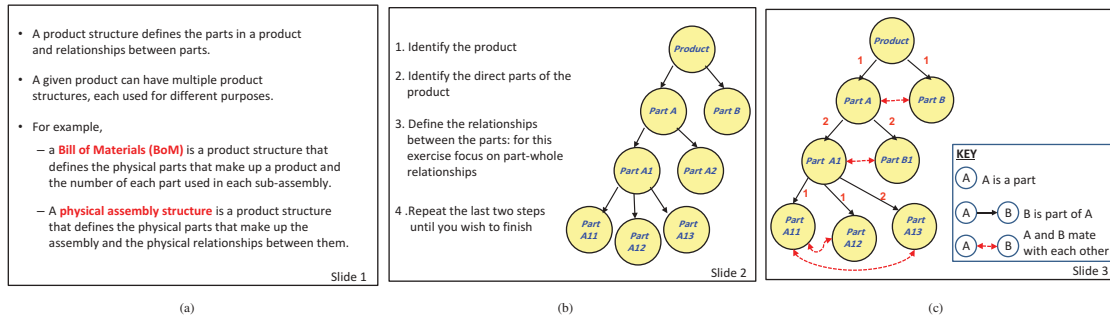 • A product structure defines the parts in a product
and relationships between parts.
• A given product can have multiple product
structures, each used for different purposes.
• For example,
– a Bill of Materials (BoM) is a product structure that
defines the physical parts that make up a product and
the number of each part used in each sub-assembly.
– A physical assembly structure is a product structure
that defines the physical parts that make up the
assembly and the physical relationships between them.
Slide 1
(a)
1. Identify the product
2. Identify the direct parts of the
product
3. Define the relationships
between the parts: for this
exercise focus on part-whole
relationships
4 .Repeat the last two steps
until you wish to finish
Product
Part A
Part B
Part A1
Part A2
Part
A11
Part
A12
Part
A13
Slide 2
(b)
Product
1
1
Part A
Part B
2
2
Part A1
Part B1
1
1
2
Part
A11
Part
A12
Part
A13
KEY
A
A is a part
A
B
B is part of A
A
B
A and B mate
with each other
Slide 3
(c)